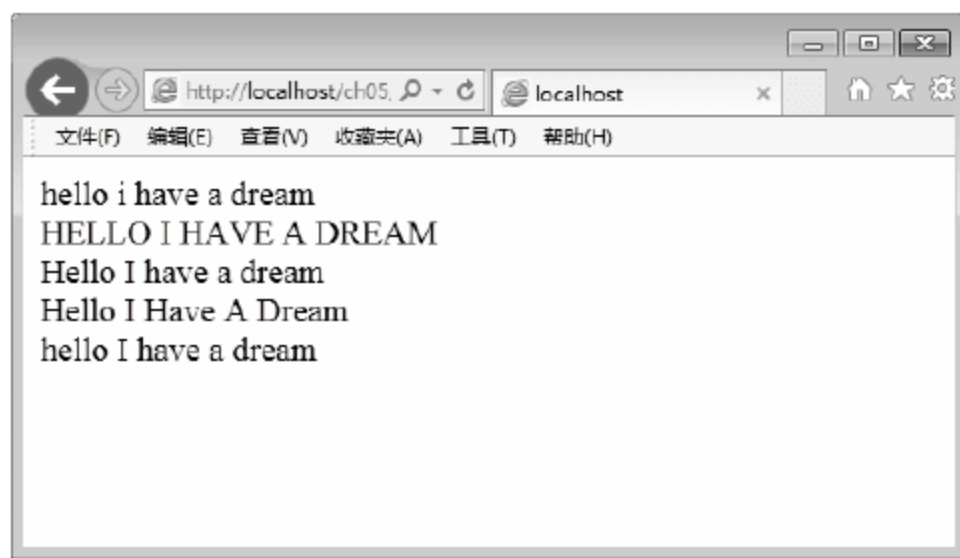 http://localhost/ch05,
localhost
文件(F) 编辑(E) 查看(V) 收藏夹(A) 工具(T) 帮助(H)
hello i have a dream
HELLO I HAVE A DREAM
Hello I have a dream
Hello I Have A Dream
hello I have a dream